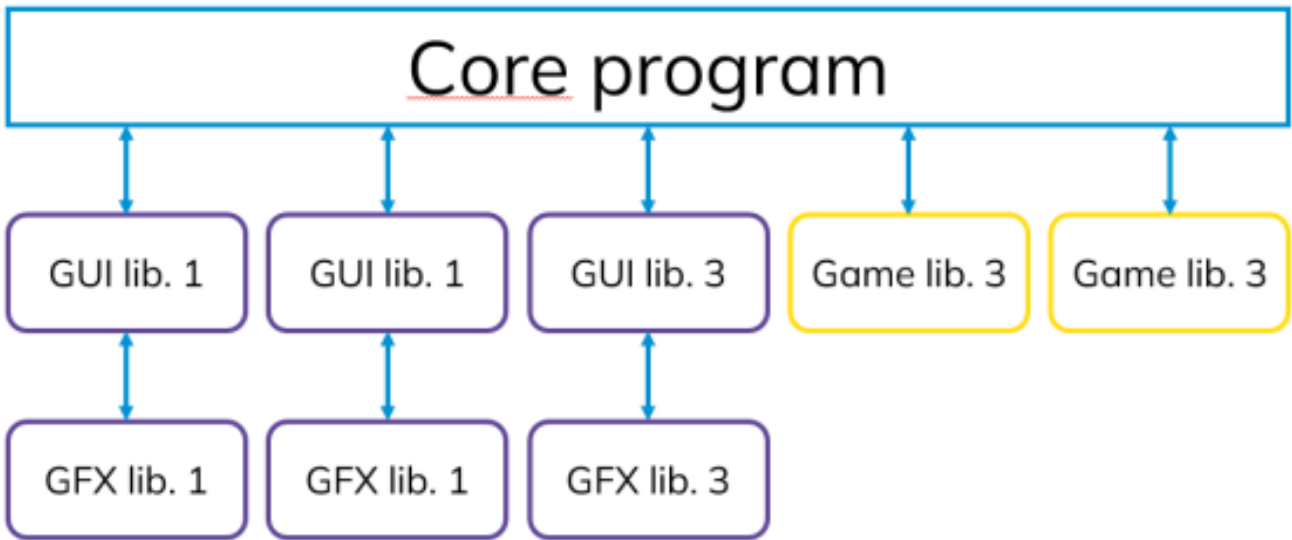 Core program
GUI lib. 1
GUI lib. 1
GUI lib. 3
Game lib. 3
Game lib. 3
GFX lib. 1
GFX lib. 1
GFX lib. 3